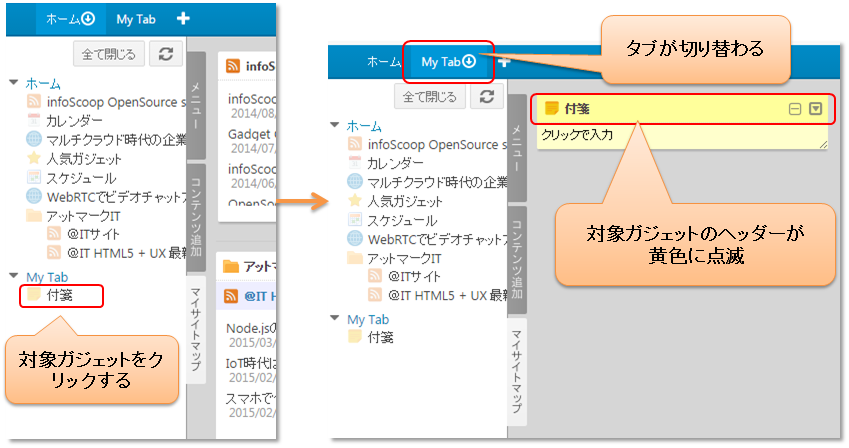 ホーム My Tab
全て閉じる
ホーム
infoScoop OpenSource s
カレンダー
マルチクラウド時代の企業
人気ガジェット
スケジュール
WebRTCでビデオチャット
アットマークIT
@ITサイト
@IT HTML5 + UX 最新
My Tab
付箋
対象ガジェットをク
リックする
メニュー
コンテンツ追加
マイサイトマップ
infoSc
infoScoo
2014/08,
Gadget
2014/07,
infoScoo
2014/06,
OpenSou
アットマ
@IT H
Node.jsの
2015/03/
IoT時代は
2015/02/
スマホで
2015/02/
ホーム My Tab
全て閉じる
ホーム
infoScoop OpenSource s
カレンダー
マルチクラウド時代の企業
人気ガジェット
スケジュール
WebRTCでビデオチャット
アットマークIT
@ITサイト
@IT HTML5 + UX 最新
My Tab
付箋
メニュー
コンテンツ追加
マイサイトマップ
タブが切り替わる
付箋
クリックで入力
対象ガジェットのヘッダーが
黄色に点滅